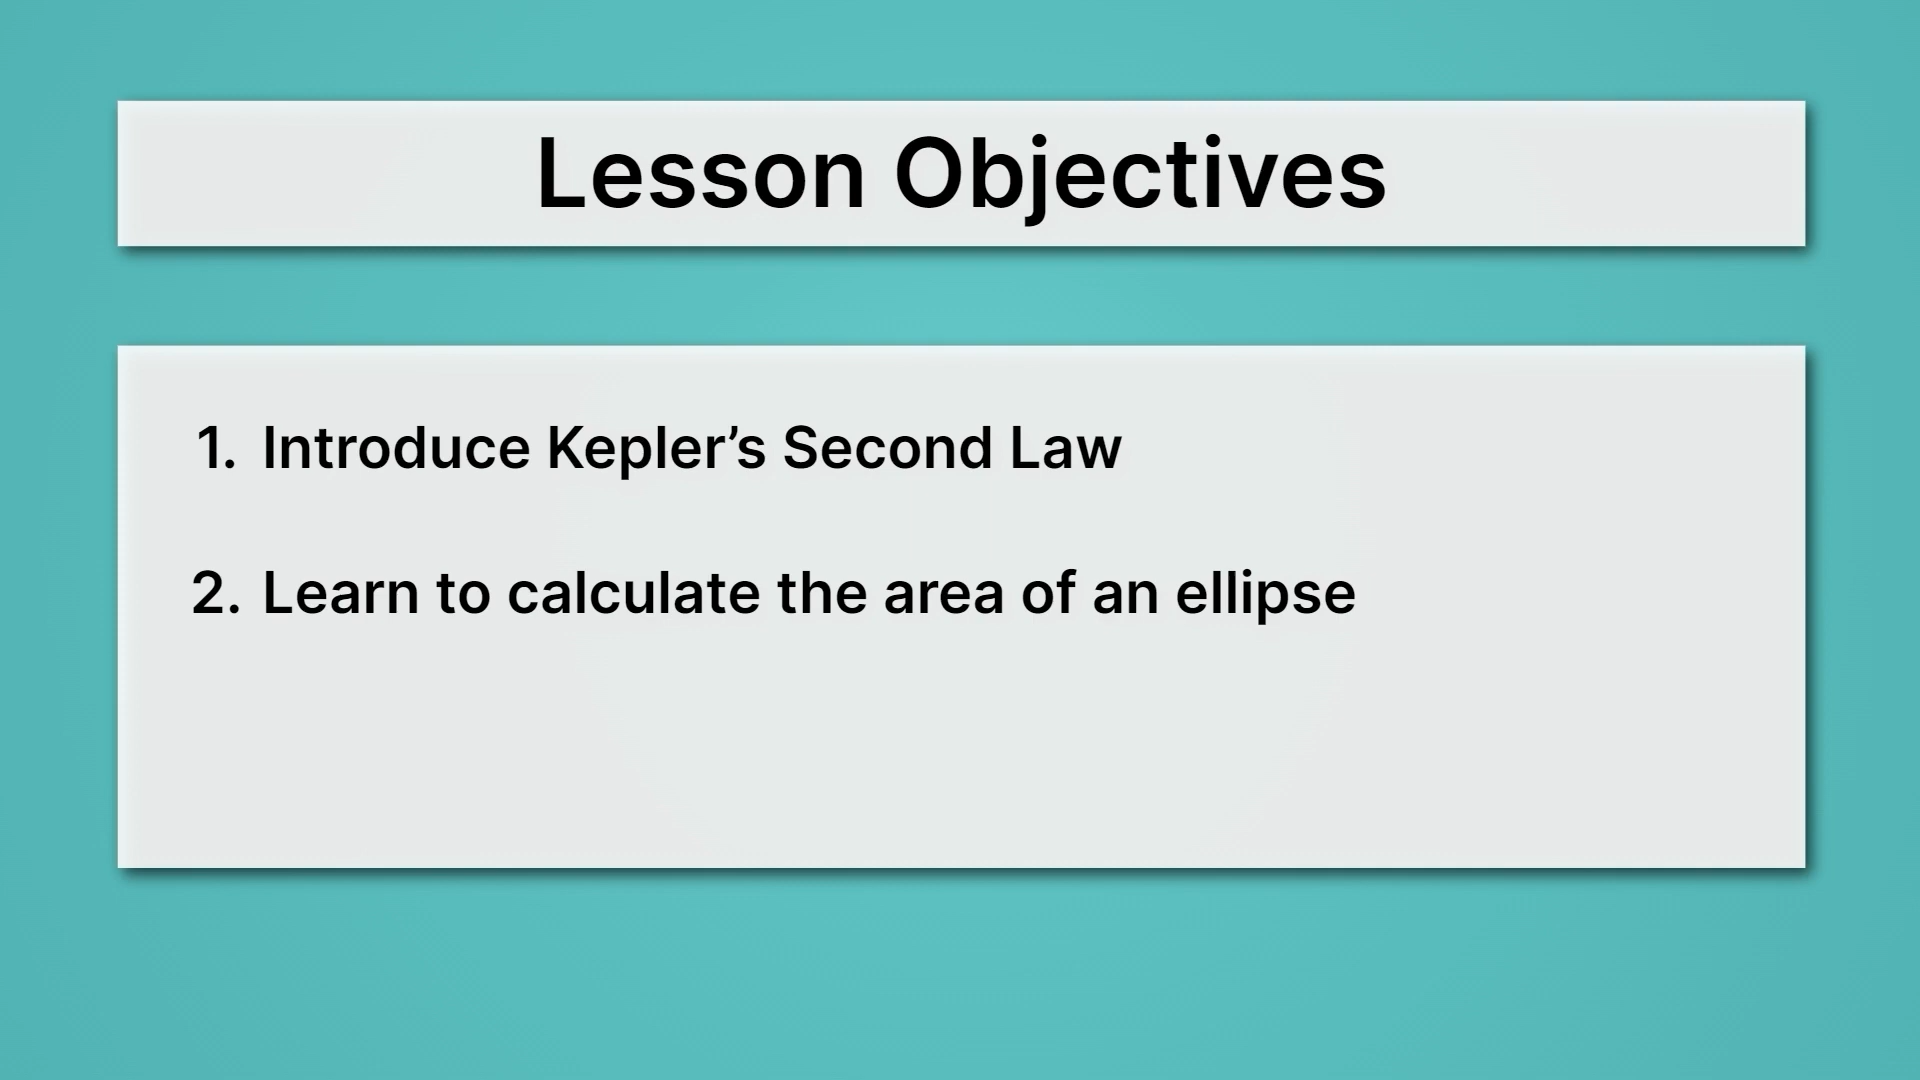 Lesson Objectives
1. Introduce Kepler’s Second Law
2. Learn to calculate the area of an ellipse